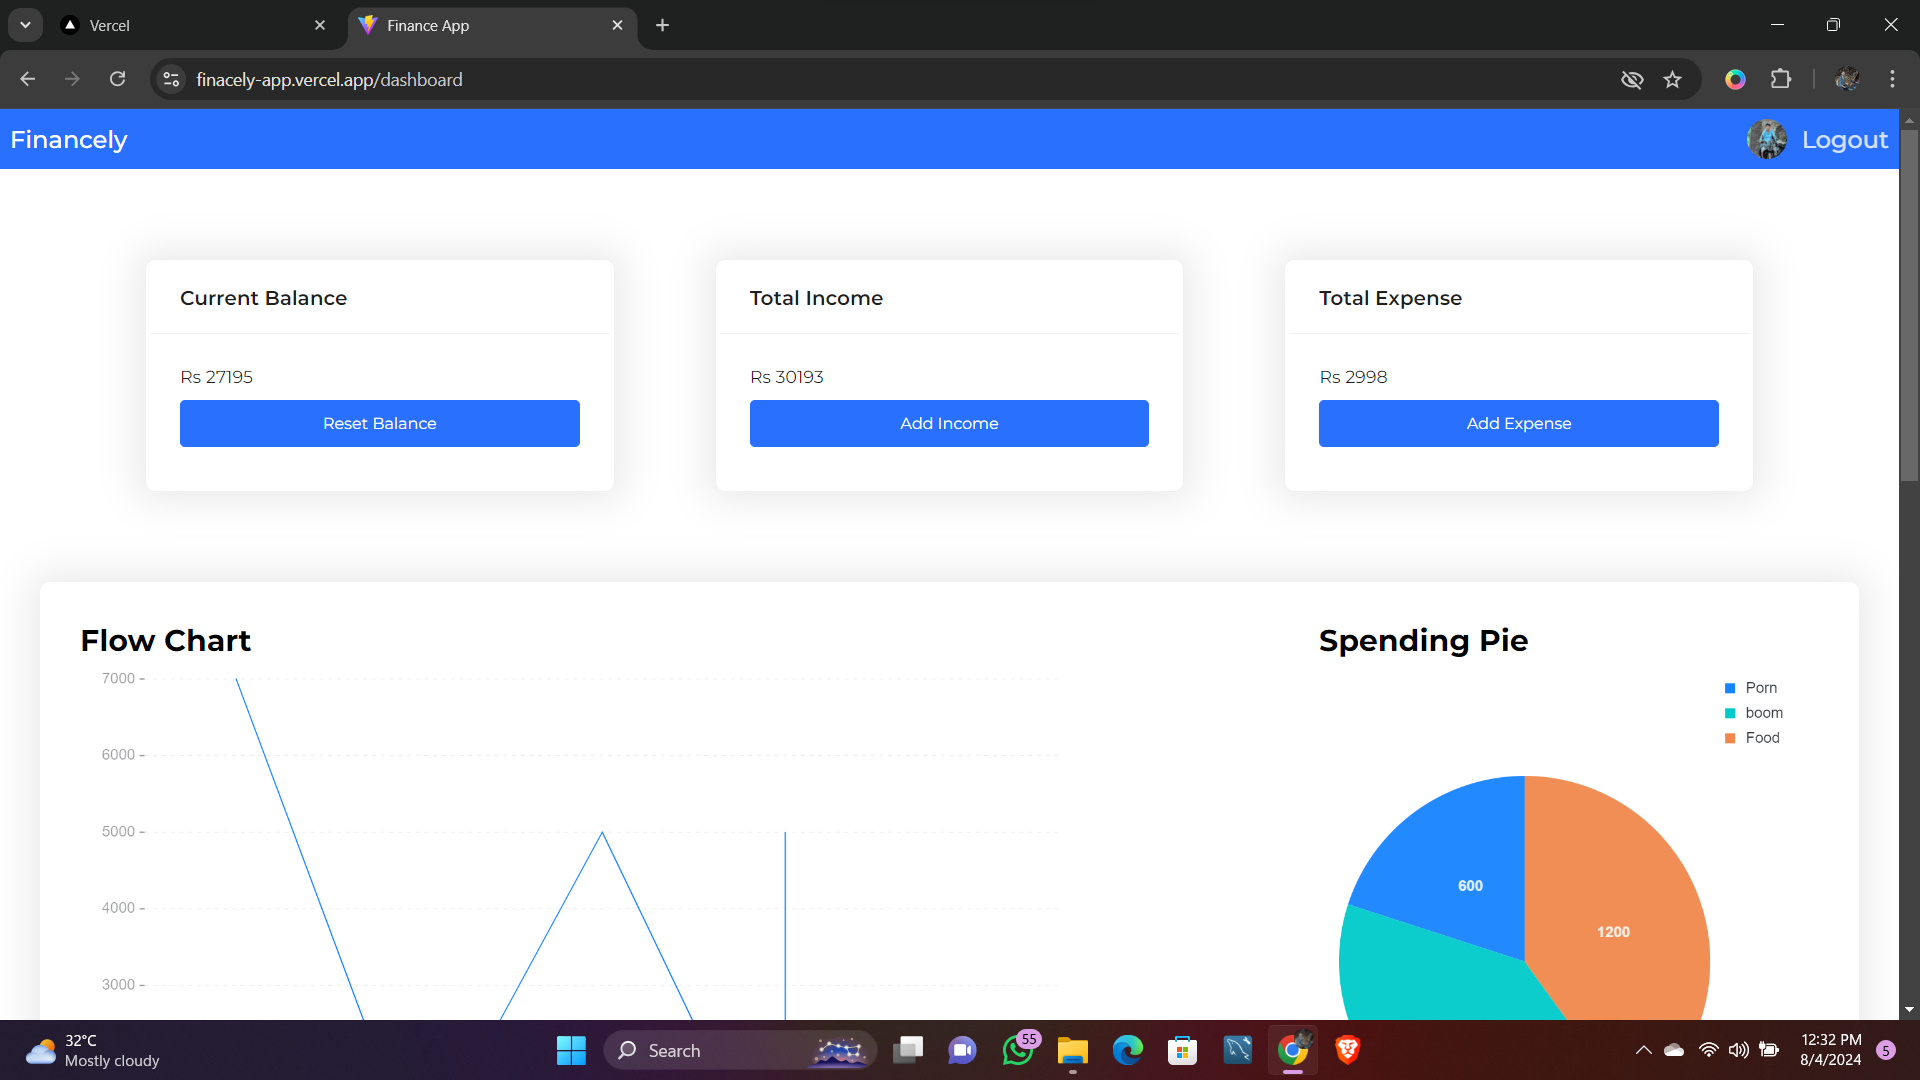 Vercel
Finance App
finacely-app.vercel.app/dashboard
Financely
Logout
Current Balance
Total Income
Total Expense
Rs 27195
Rs 30193
Rs 2998
Reset Balance
Add Income
Add Expense
Flow Chart
Spending Pie
7000
6000
5000
4000
3000
Porn
boom
Food
600
1200
32°C
Mostly cloudy
Search
55
12:32 PM
8/4/2024
5